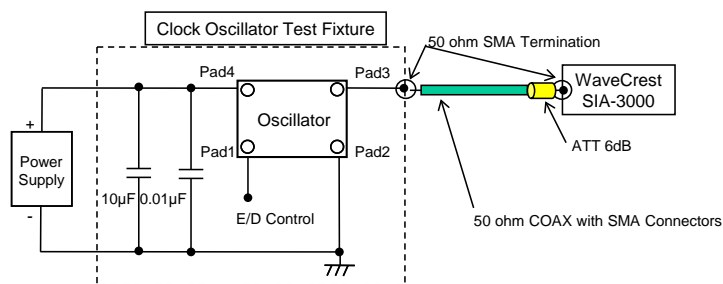 Clock Oscillator Test Fixture
50 ohm SMA Termination
Pad4
Pad3
WaveCrest
SIA-3000
Oscillator
+
Power
Supply
-
ATT 6dB
Pad1
Pad2
10µF
0.01µF
E/D Control
50 ohm COAX with SMA Connectors